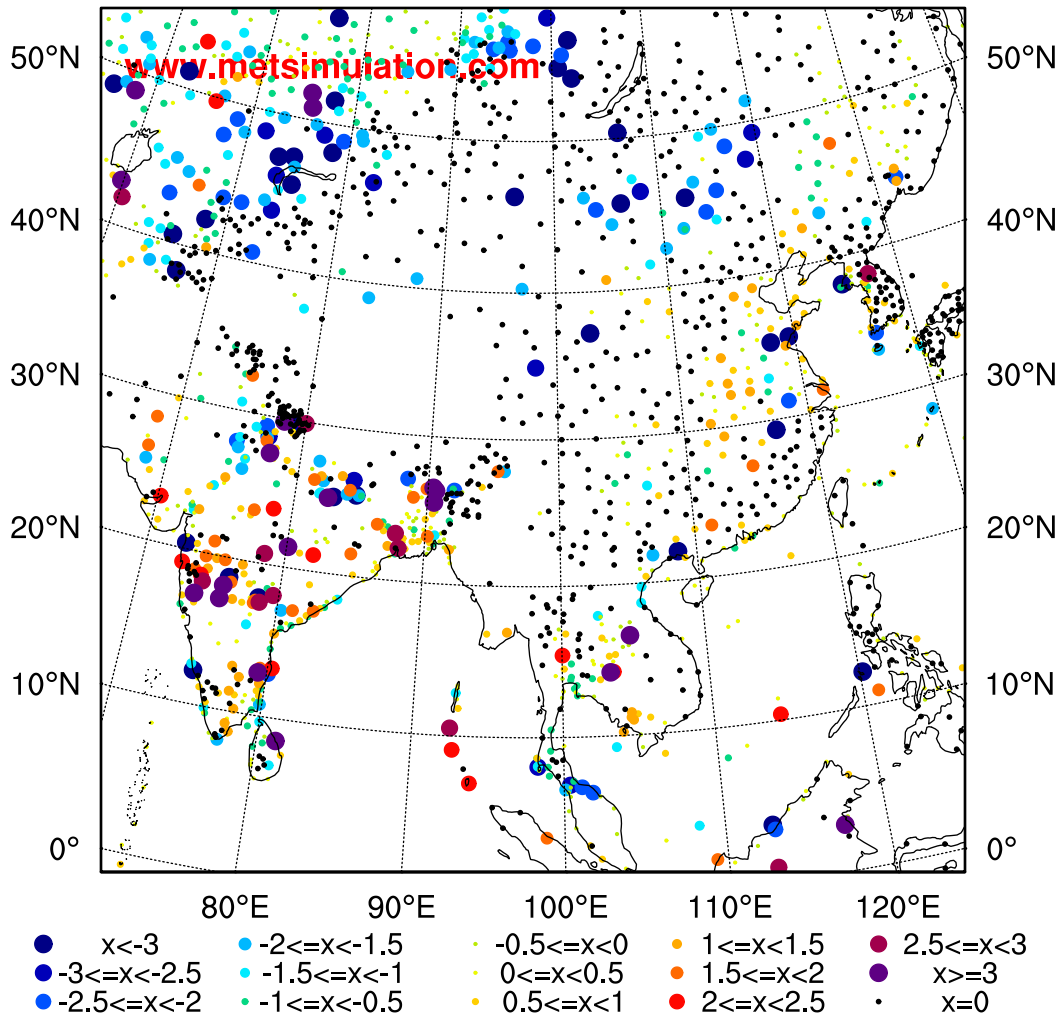 50°N 50°N
www.metsimulation.com
40°N 40°N
30°N 30°N
20°N 20°N
10°N 10°N
0° 0°
80°E 90°E 100°E 110°E 120°E
x<-3 -2<=x<-1.5 -0.5<=x<0 1<=x<1.5 2.5<=x<3
-3<=x<-2.5 -1.5<=x<-1 0<=x<0.5 1.5<=x<2 x>=3
-2.5<=x<-2 -1<=x<-0.5 0.5<=x<1 2<=x<2.5 x=0